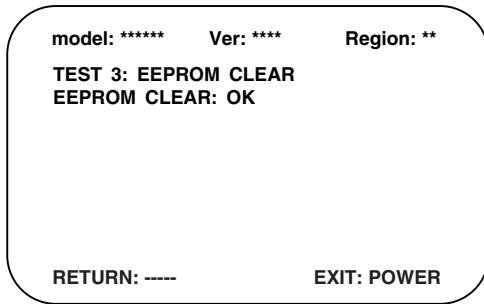 model: ****** Ver: **** Region: **
TEST 3: EEPROM CLEAR
EEPROM CLEAR: OK
RETURN: ----- EXIT: POWER